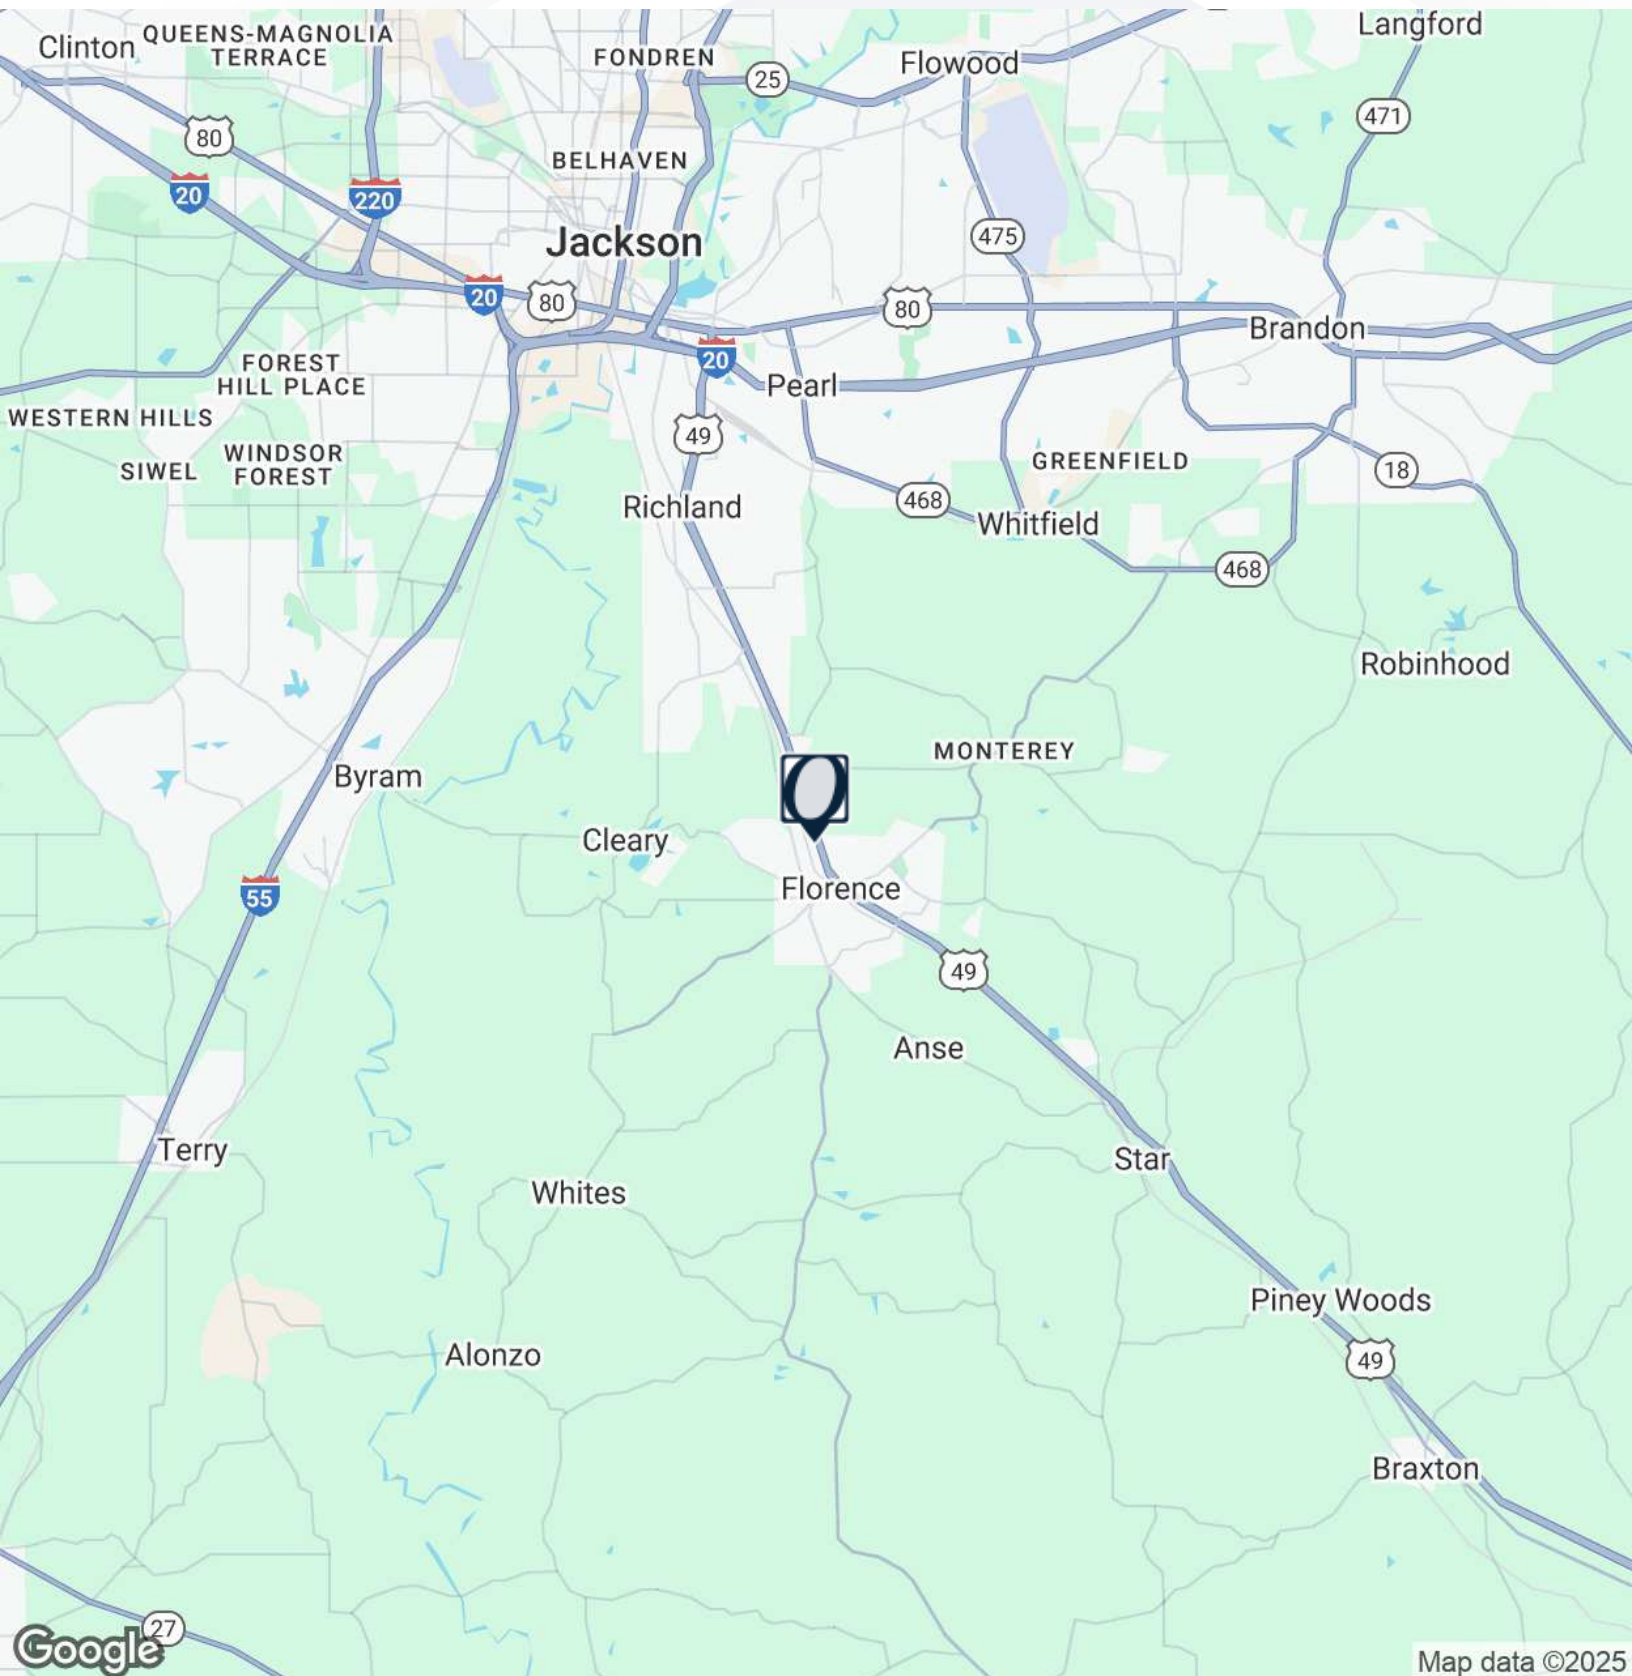 Langford
Clinton
QUEENS-MAGNOLIA
TERRACE
FONDREN
Flowood
25
471
80
BELHAVEN
20
220
475
Jackson
20
80
80
Brandon
20
Pearl
FOREST
HILL PLACE
WESTERN HILLS
49
WINDSOR
FOREST
SIWEL
GREENFIELD
18
468
Richland
Whitfield
468
Robinhood
MONTEREY
Byram
Cleary
Florence
55
49
Anse
Terry
Star
Whites
Piney Woods
Alonzo
49
Braxton
27
Google
Map data ©2025